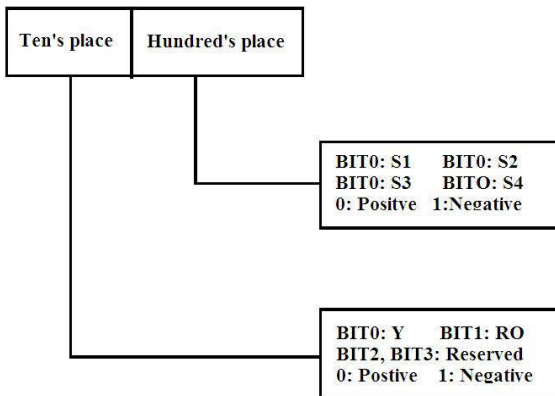 Ten's place Hundred's place
BIT0: S1 BIT0: S2
BIT0: S3 BITO: S4
0: Positve 1:Negative
BIT0: Y BIT1: RO
BIT2, BIT3: Reserved
0: Postive 1: Negative